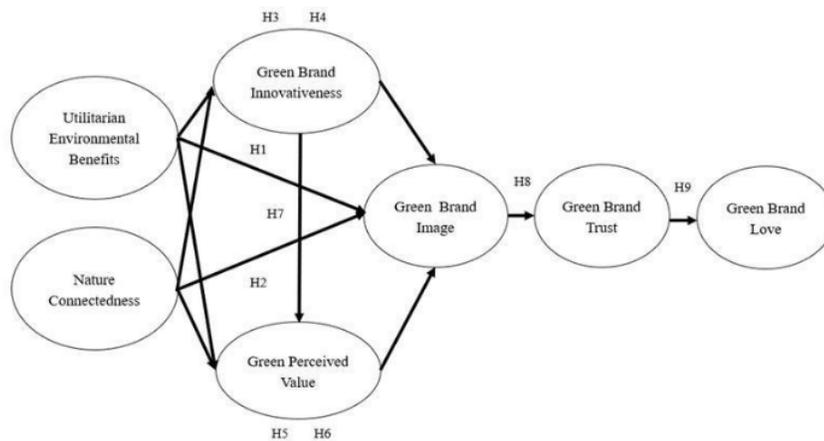 H3 H4
Green Brand
Innovativeness
Utilitarian
Environmental
Benefits
H1
H7
H2
Nature
Connectedness
Green Brand
Image
H8
Green Brand
Trust
H9
Green Brand
Love
Green Perceived
Value
H5 H6